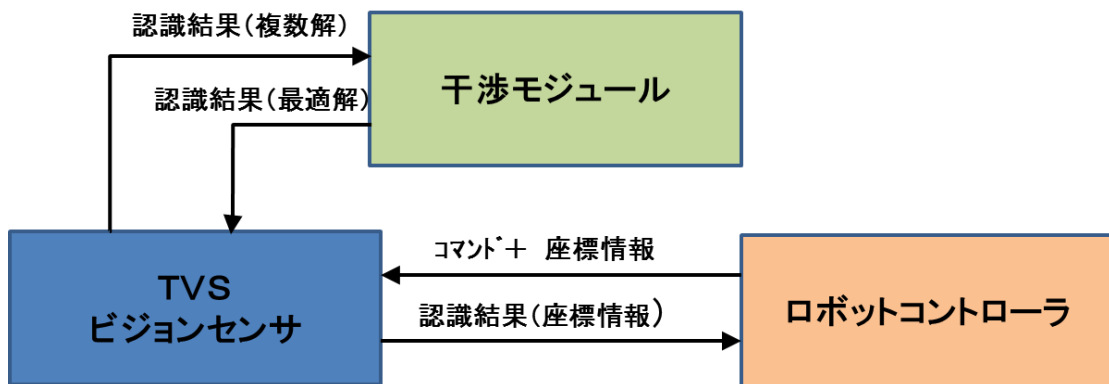 認識結果(複数解)
干渉モジュール
認識結果(最適解)
TVS
ビジョンセンサ
コマンド+ 座標情報
認識結果(座標情報)
ロボットコントローラ